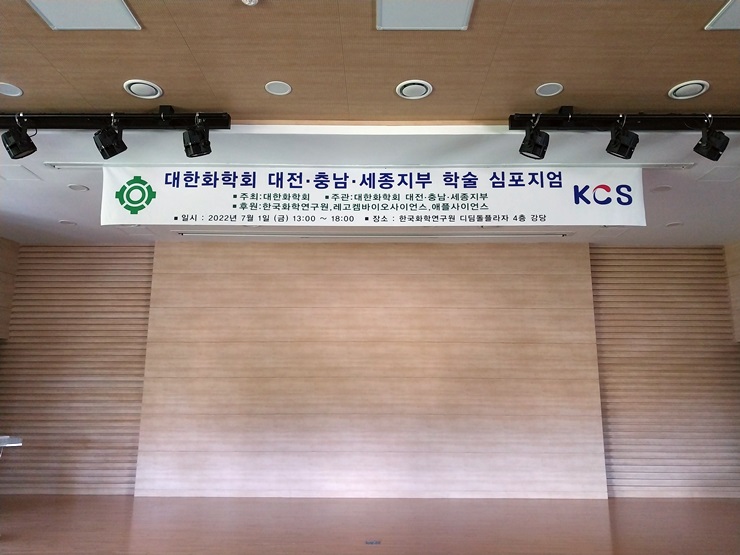 대한화학회 대전·충남·세종지부 학술 심포지엄
KCS
■주최:대한화학회 ■주관:대한화학회 대전·충남·세종지부
■후원:한국화학연구원,레고켐바이오사이언스,애플사이언스
■일시 : 2022년 7월 1일 (금) 13:00 ~ 18:00 ■장소 : 한국화학연구원 디딤돌플라자 4층 강당